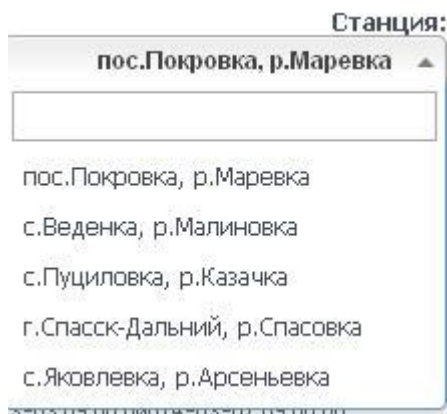 Станция:
пос.Покровка, р.Маревка
пос.Покровка, р.Маревка
с.Веденка, р.Малиновка
с.Пуциловка, р.Казачка
г.Спасск-Дальний, р.Спасовка
с.Яковлевка, р.Арсеньевка